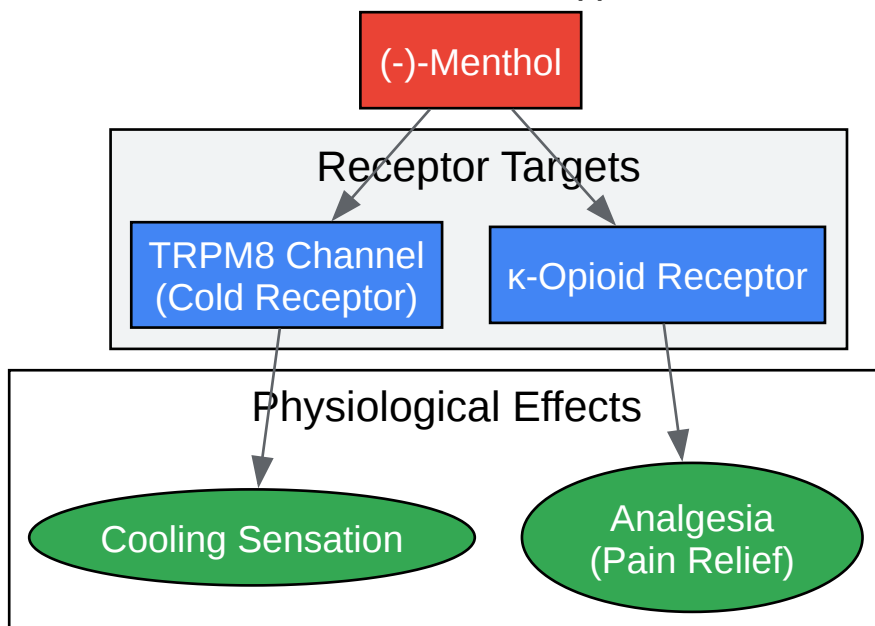 (-)-Menthol
Receptor Targets
TRPM8 Channel
(Cold Receptor)
κ-Opioid Receptor
Physiological Effects
Cooling Sensation
Analgesia
(Pain Relief)